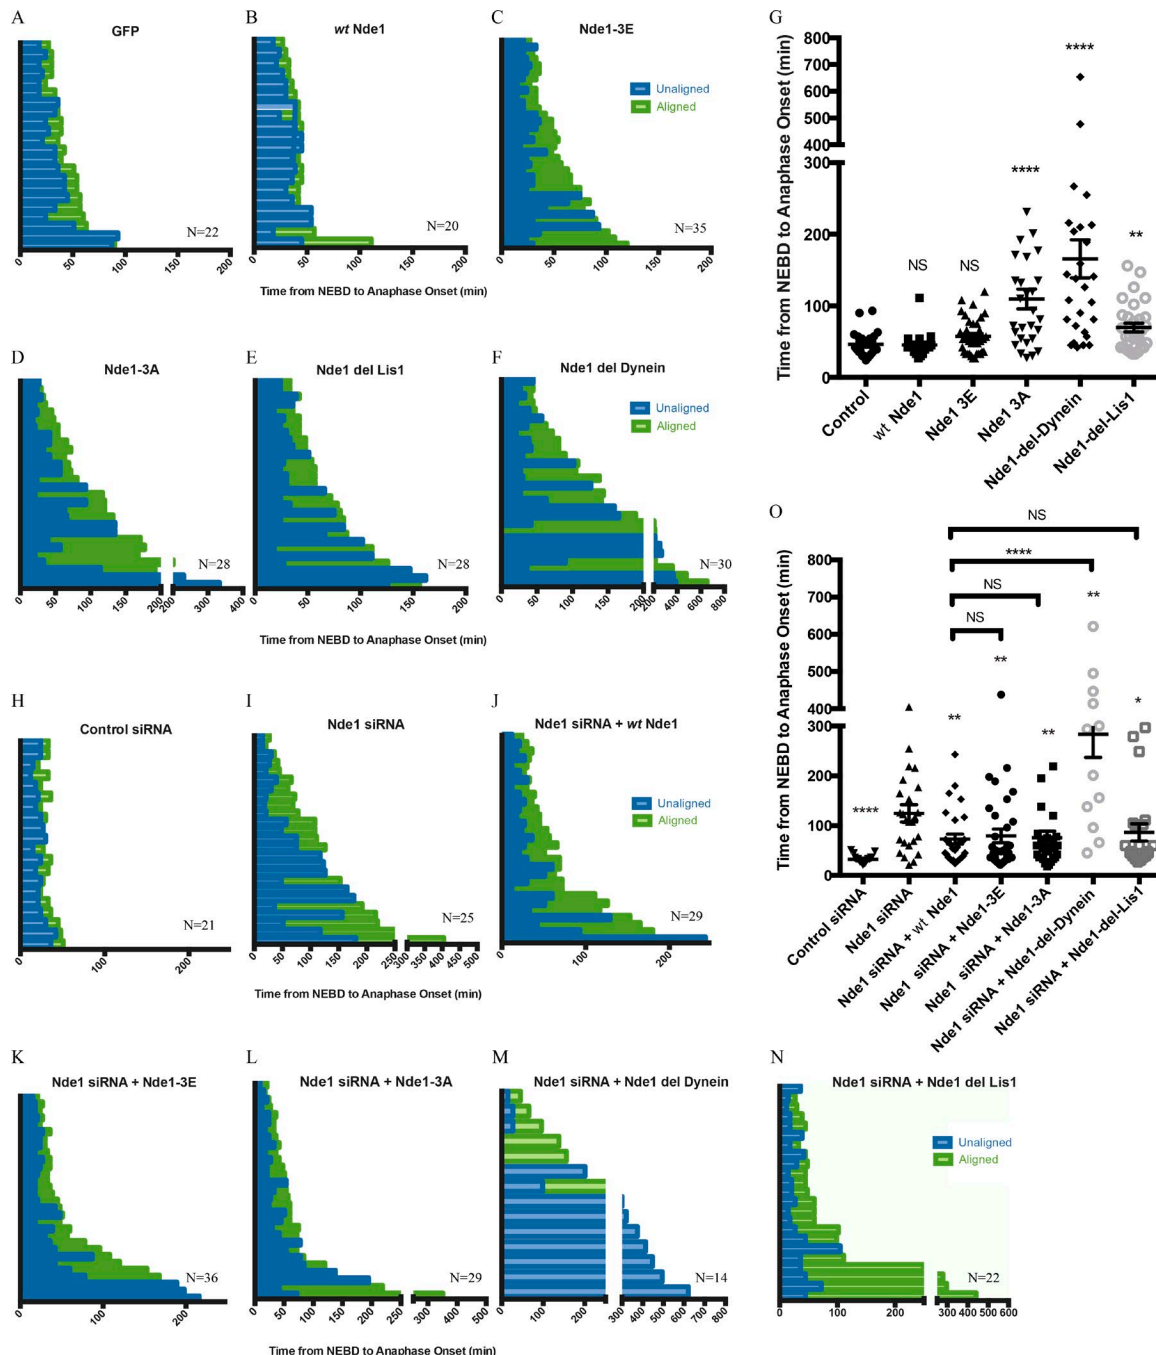 A
GFP
N=22
0
50
100
150
200
B
wt Nde1
N=20
0
50
100
150
200
C
Nde1-3E
Unaligned
Aligned
N=35
0
50
100
150
200
Time from NEBD to Anaphase Onset (min)
D
Nde1-3A
N=28
0
50
100
150
200
200
300
400
E
Nde1 del Lis1
N=28
0
50
100
150
200
F
Nde1 del Dynein
Unaligned
Aligned
N=30
0
50
100
150
200
200
400
600
800
Time from NEBD to Anaphase Onset (min)
G
Time from NEBD to Anaphase Onset (min)
800
700
600
500
400
300
200
100
0
NS
NS
****
****
**
Control
wt Nde1
Nde1 3E
Nde1 3A
Nde1-del-Dynein
Nde1-del-Lis1
H
Control siRNA
N=21
0
100
200
I
Nde1 siRNA
N=25
0
50
100
150
200
250
300
350
400
450
500
J
Nde1 siRNA + wt Nde1
Unaligned
Aligned
N=29
0
100
200
Time from NEBD to Anaphase Onset (min)
O
Time from NEBD to Anaphase Onset (min)
800
700
600
500
400
300
200
100
0
NS
****
NS
NS
****
**
**
**
**
*
Control siRNA
Nde1 siRNA
Nde1 siRNA + wt Nde1
Nde1 siRNA + Nde1-3E
Nde1 siRNA + Nde1-3A
Nde1 siRNA + Nde1-del-Dynein
Nde1 siRNA + Nde1-del-Lis1
K
Nde1 siRNA + Nde1-3E
N=36
0
100
200
L
Nde1 siRNA + Nde1-3A
N=29
0
50
100
150
200
250
300
400
500
M
Nde1 siRNA + Nde1 del Dynein
N=14
0
100
200
300
400
500
600
700
800
N
Nde1 siRNA + Nde1 del Lis1
Unaligned
Aligned
N=22
0
100
200
300
400
500
600
Time from NEBD to Anaphase Onset (min)